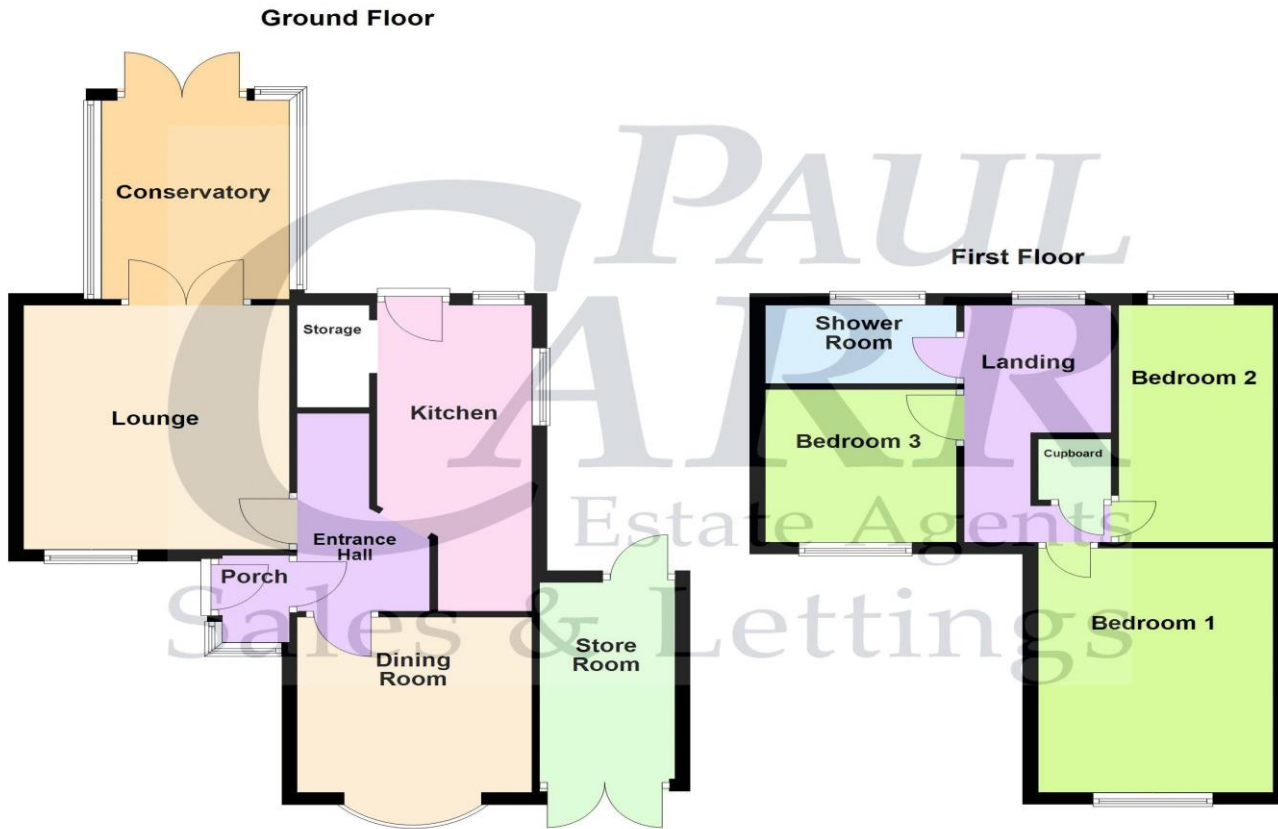 Ground Floor
Conservatory
Storage
Lounge
Kitchen
Entrance
Hall
Porch
Dining
Room
Store
Room
First Floor
Shower
Room
Landing
Bedroom 2
Bedroom 3
Cupboard
Bedroom 1
PAUL
CARR
Estate Agents
Sales & Lettings